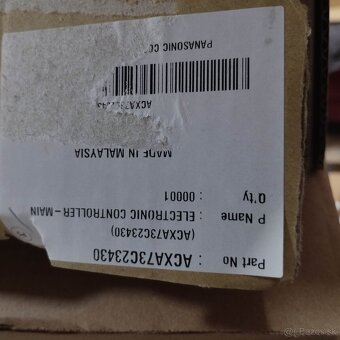 Part No : ACXA73C23430
(ACXA73C23430)
P Name : ELECTRONIC CONTROLLER-MAIN
Q'ty : 00001
MADE IN MALAYSIA
PANASONIC